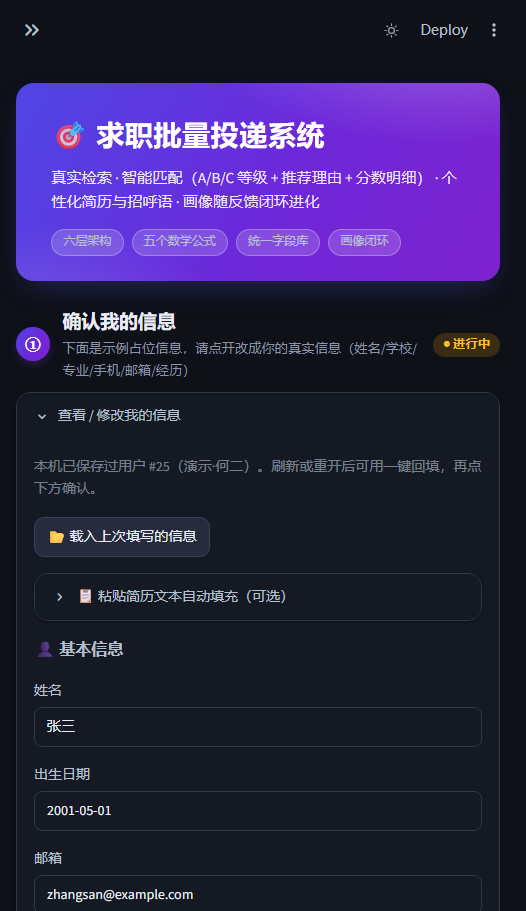 Deploy
求职批量投递系统
真实检索 · 智能匹配（A/B/C 等级 + 推荐理由 + 分数明细） · 个
性化简历与招呼语 · 画像随反馈闭环进化
六层架构 五个数学公式 统一字段库 画像闭环
① 确认我的信息
下面是示例占位信息，请点开改成你的真实信息（姓名/学校/
专业/手机/邮箱/经历）
进行中
查看 / 修改我的信息
本机已保存过用户 #25（演示·何二）。刷新或重开后可用一键回填，再点
下方确认。
载入上次填写的信息
粘贴简历文本自动填充（可选）
基本信息
姓名
张三
出生日期
2001-05-01
邮箱
zhangsan@example.com